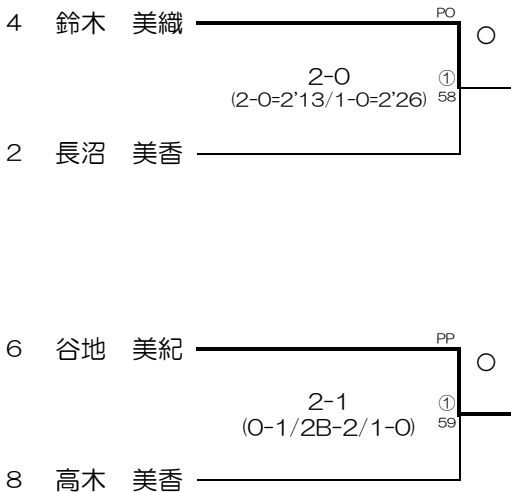 PO
4 鈴木 美織
○
2-0
①
(2-0=2'13/1-0=2'26)
58
2 長沼 美香
PP
6 谷地 美紀
○
2-1
①
(0-1/2B-2/1-0)
59
8 高木 美香